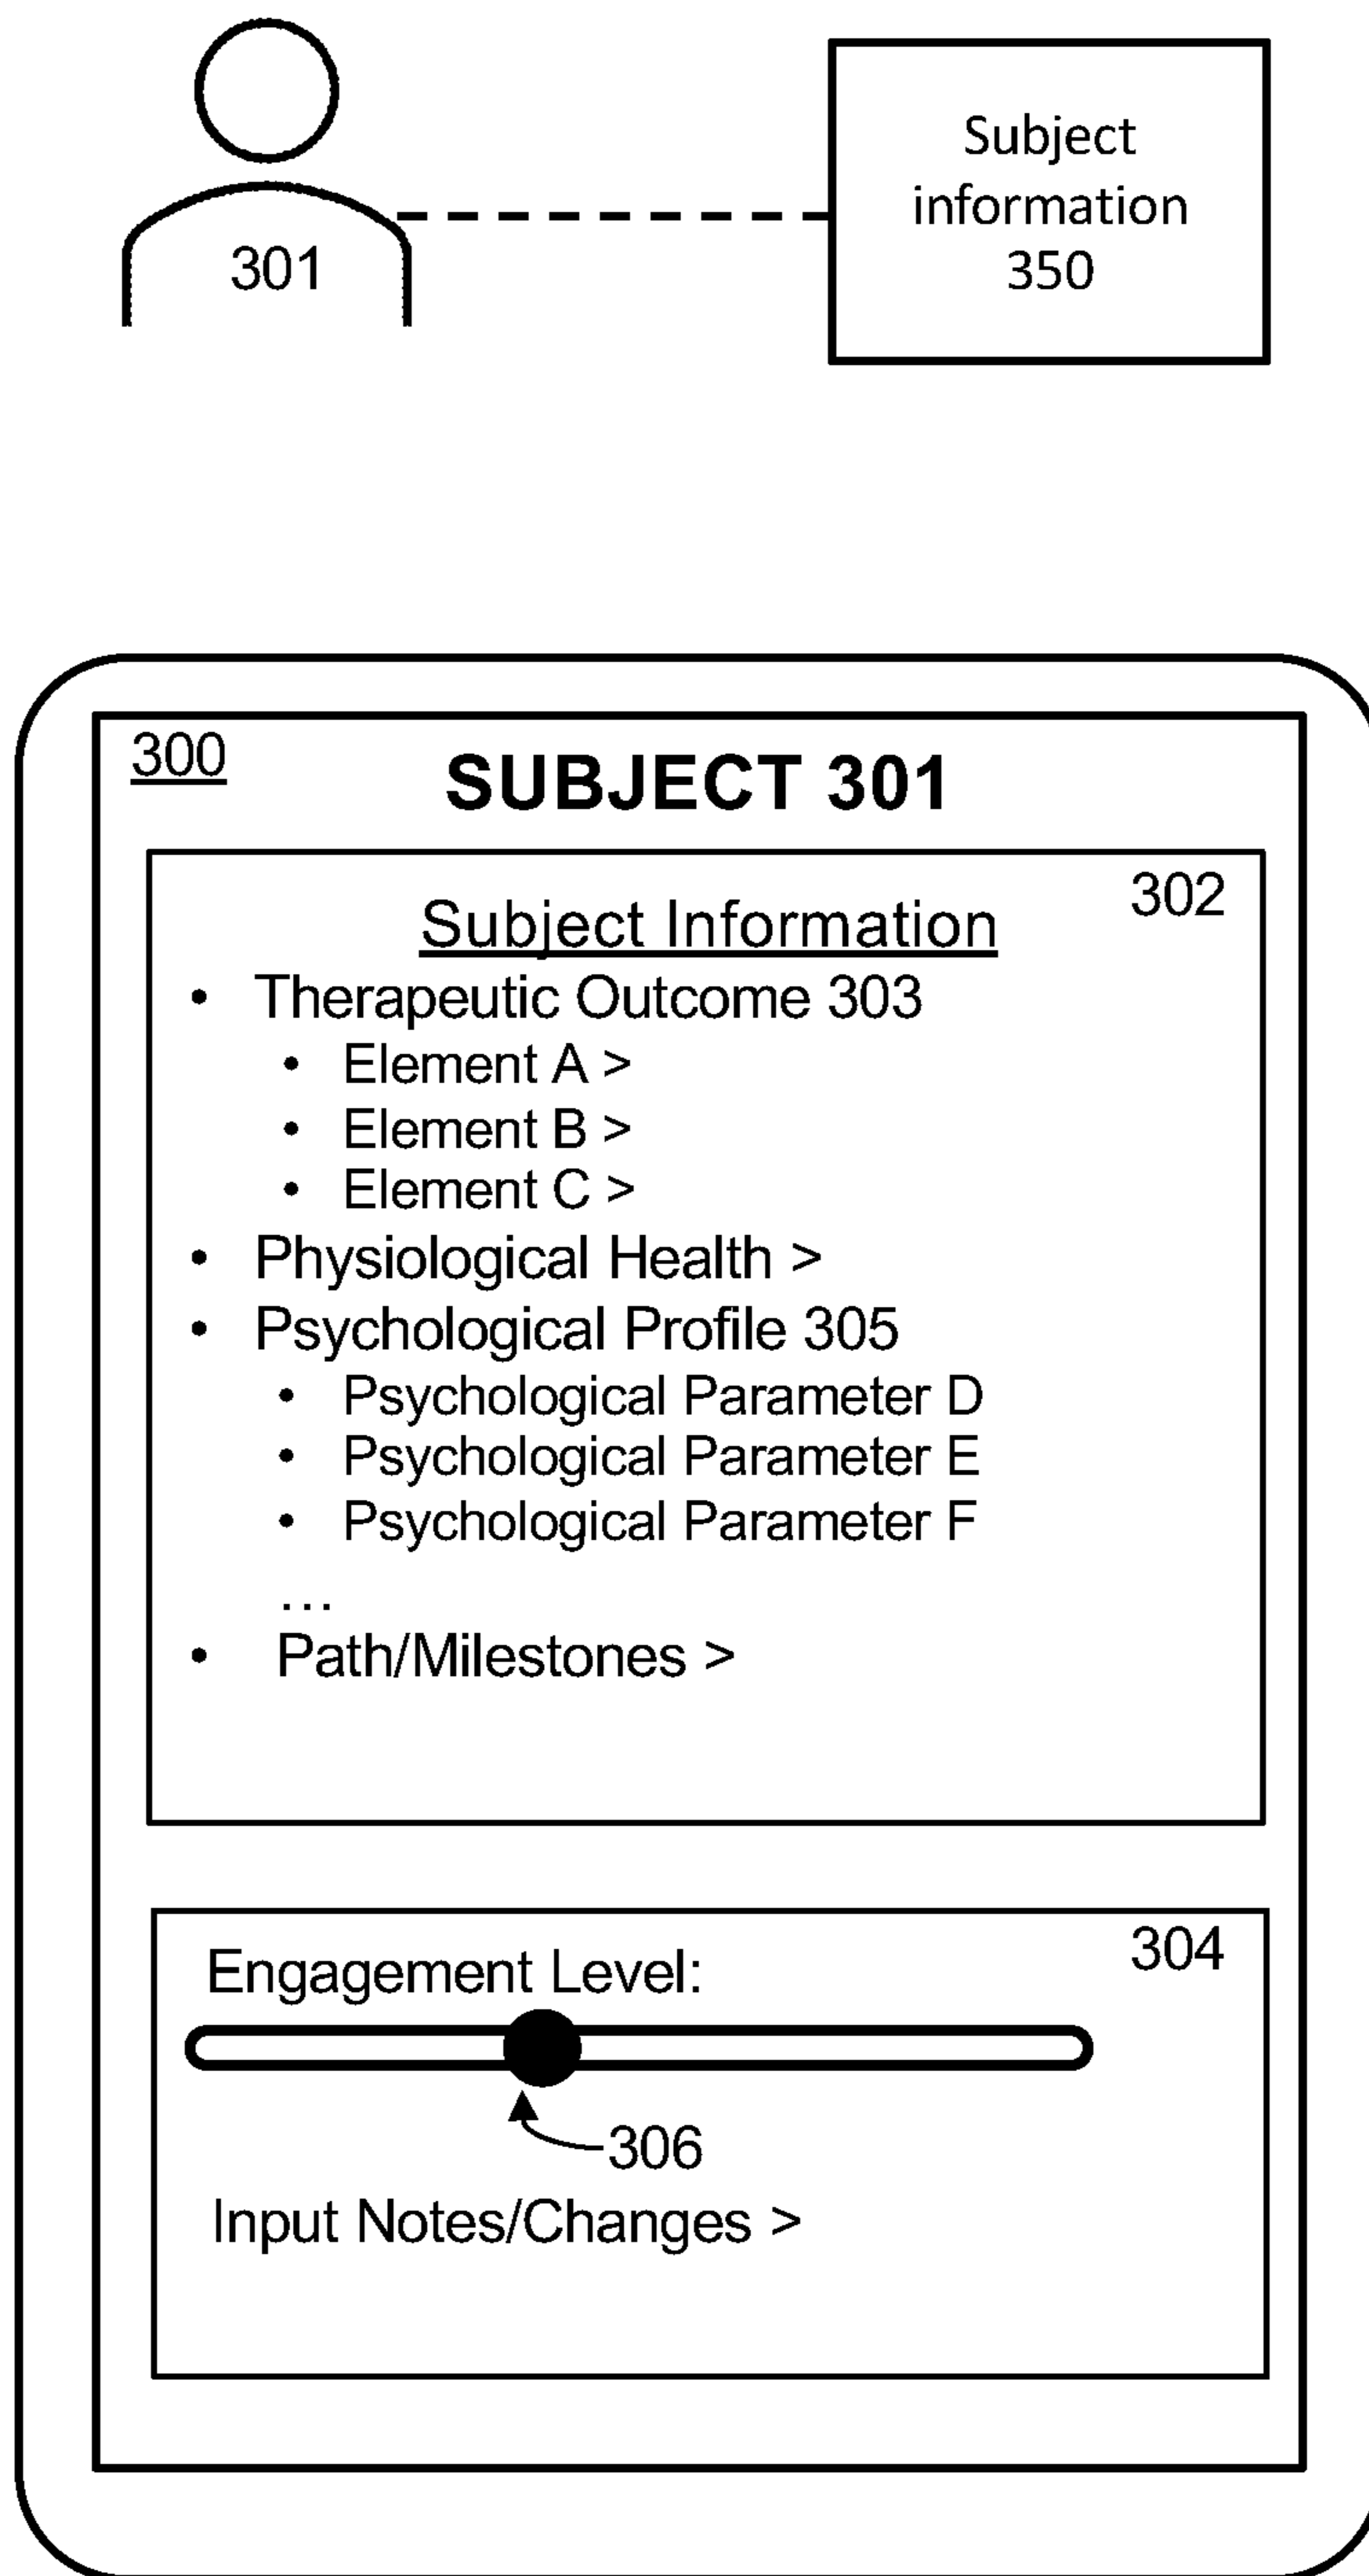 301
Subject
information
350
300
SUBJECT 301
302
Subject Information
• Therapeutic Outcome 303
• Element A >
• Element B >
• Element C >
• Physiological Health >
• Psychological Profile 305
• Psychological Parameter D
• Psychological Parameter E
• Psychological Parameter F
...
• Path/Milestones >
304
Engagement Level:
306
Input Notes/Changes >